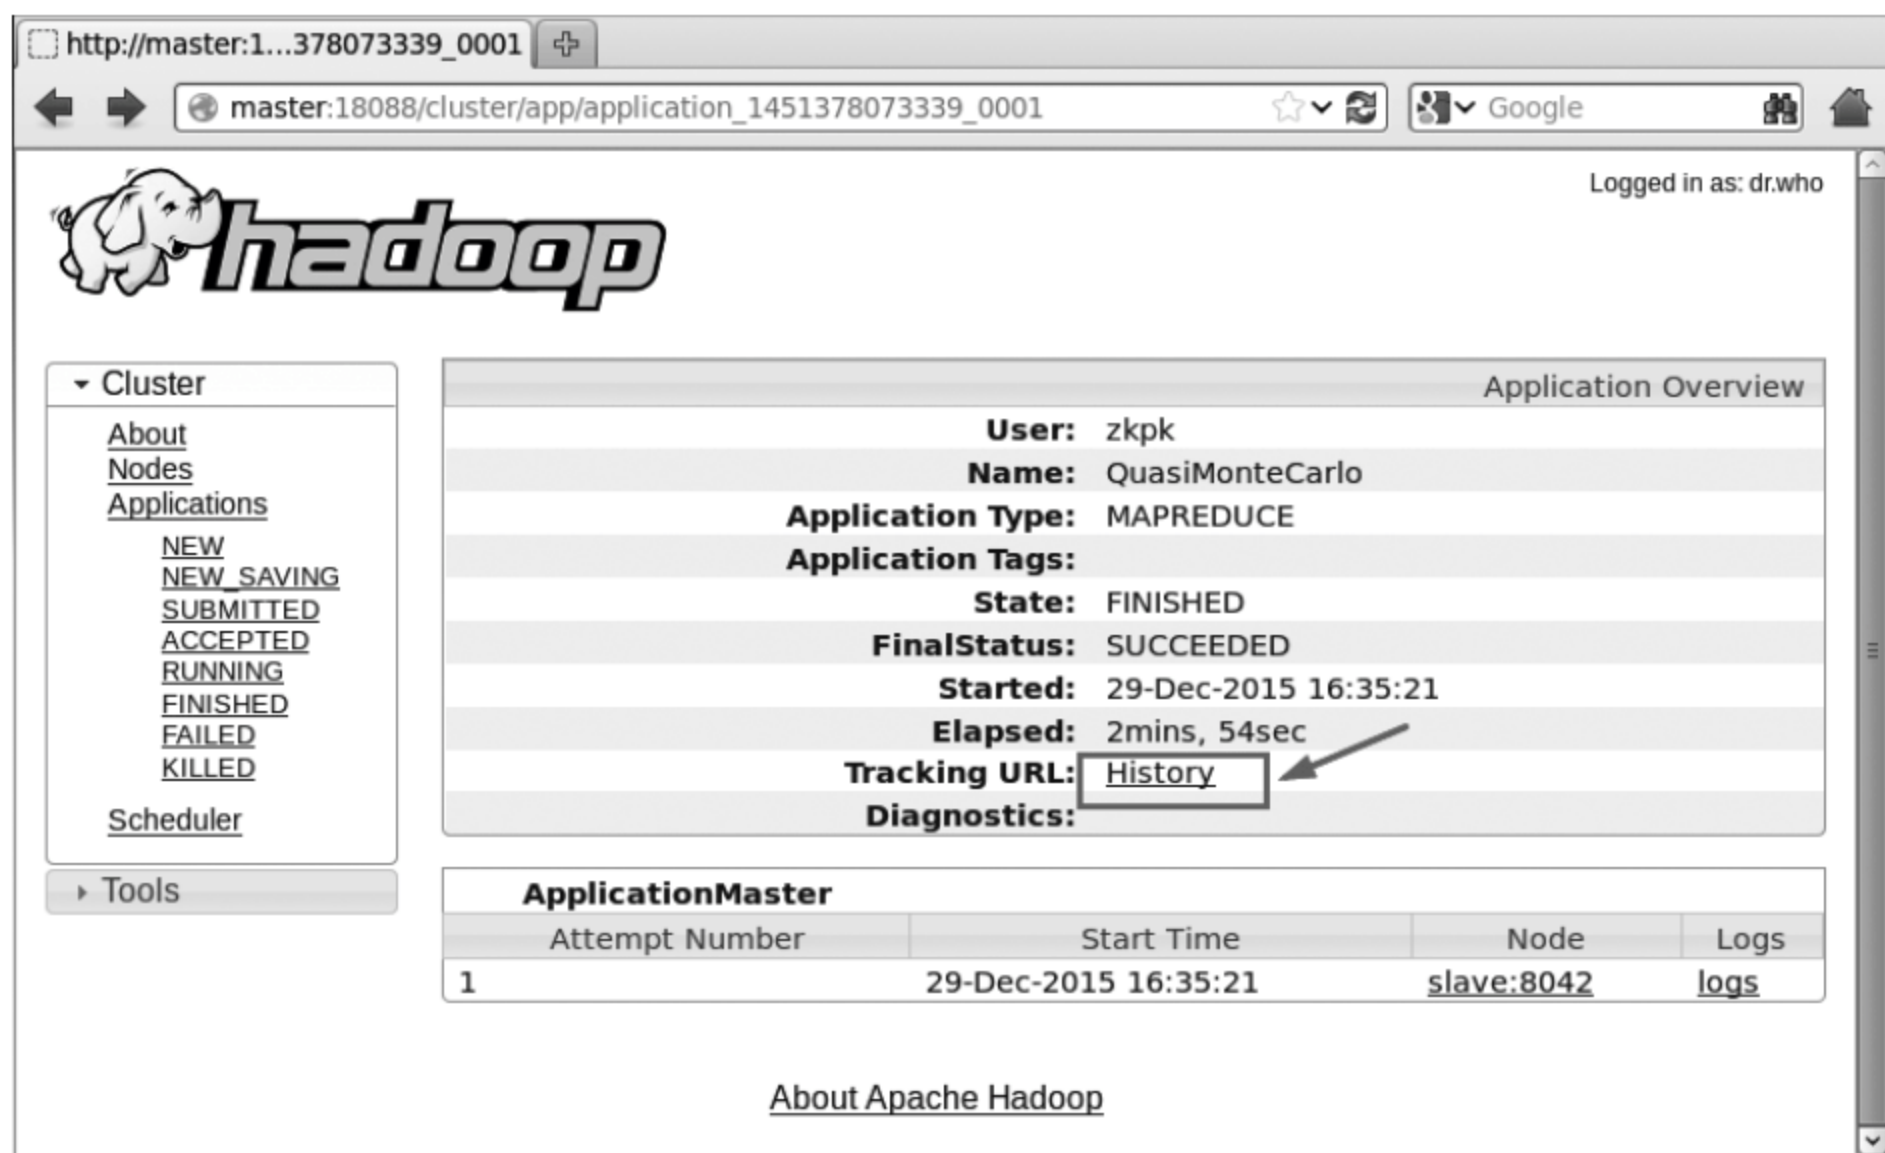 http://master:1...378073339_0001
master:18088/cluster/app/application_1451378073339_0001
Google
Logged in as: dr.who
hadoop
Cluster
About
Nodes
Applications
NEW
NEW_SAVING
SUBMITTED
ACCEPTED
RUNNING
FINISHED
FAILED
KILLED
Scheduler
Tools
Application Overview
User: zkpk
Name: QuasiMonteCarlo
Application Type: MAPREDUCE
Application Tags:
State: FINISHED
FinalStatus: SUCCEEDED
Started: 29-Dec-2015 16:35:21
Elapsed: 2mins, 54sec
Tracking URL: History
Diagnostics:
ApplicationMaster
Attempt Number Start Time Node Logs
1 29-Dec-2015 16:35:21 slave:8042 logs
About Apache Hadoop